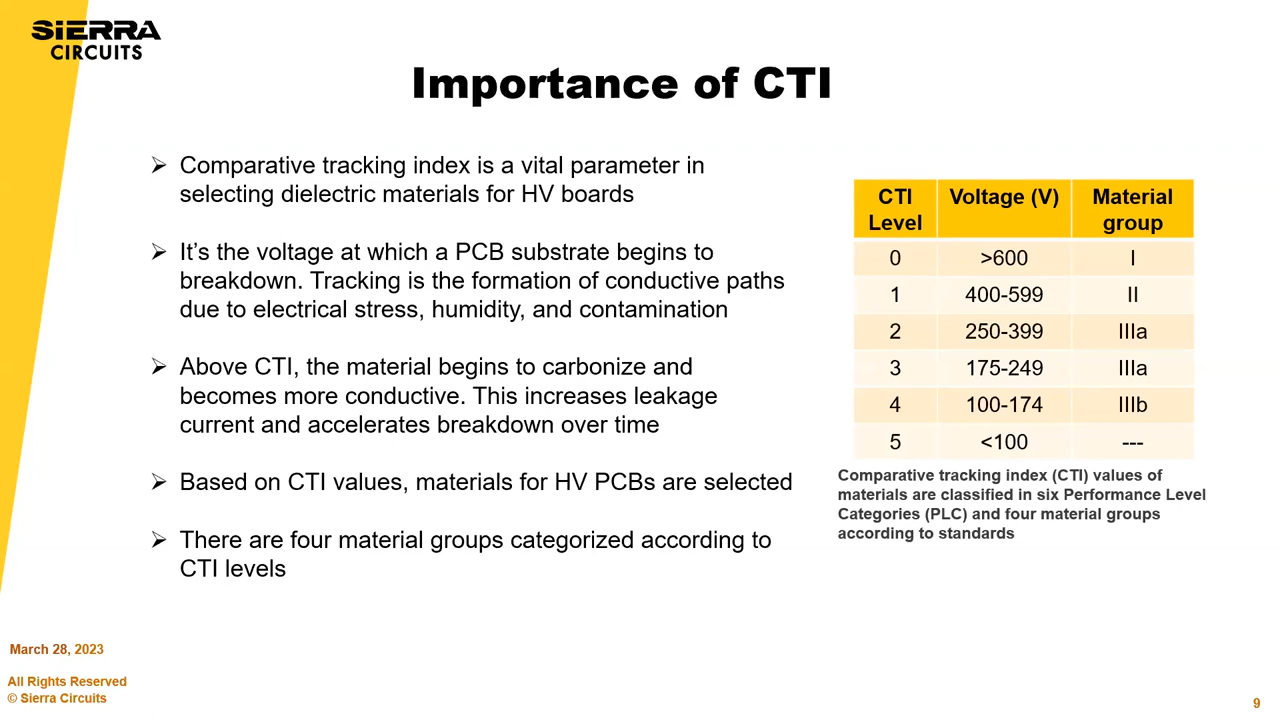 SIERRA
CIRCUITS
Importance of CTI
➢ Comparative tracking index is a vital parameter in
selecting dielectric materials for HV boards
➢ It’s the voltage at which a PCB substrate begins to
breakdown. Tracking is the formation of conductive paths
due to electrical stress, humidity, and contamination
➢ Above CTI, the material begins to carbonize and
becomes more conductive. This increases leakage
current and accelerates breakdown over time
➢ Based on CTI values, materials for HV PCBs are selected
➢ There are four material groups categorized according to
CTI levels
CTI Level Voltage (V) Material group
0 >600 I
1 400-599 II
2 250-399 IIIa
3 175-249 IIIa
4 100-174 IIIb
5 <100 ---
Comparative tracking index (CTI) values of
materials are classified in six Performance Level
Categories (PLC) and four material groups
according to standards
March 28, 2023
All Rights Reserved
© Sierra Circuits
9